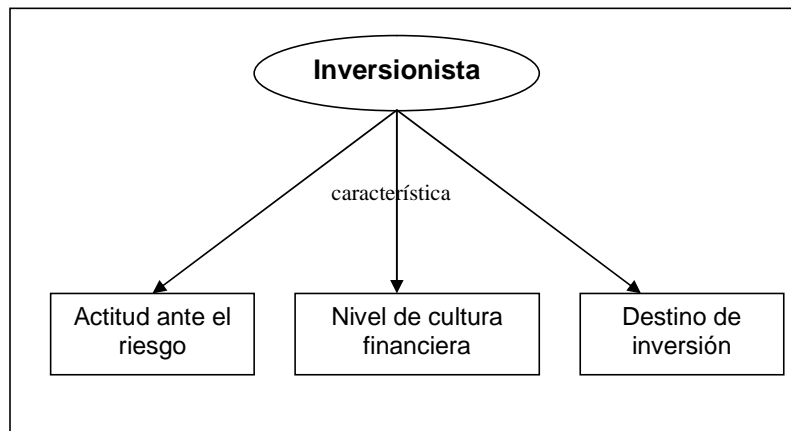 Inversionista
característica
Actitud ante el
riesgo
Nivel de cultura
financiera
Destino de
inversión